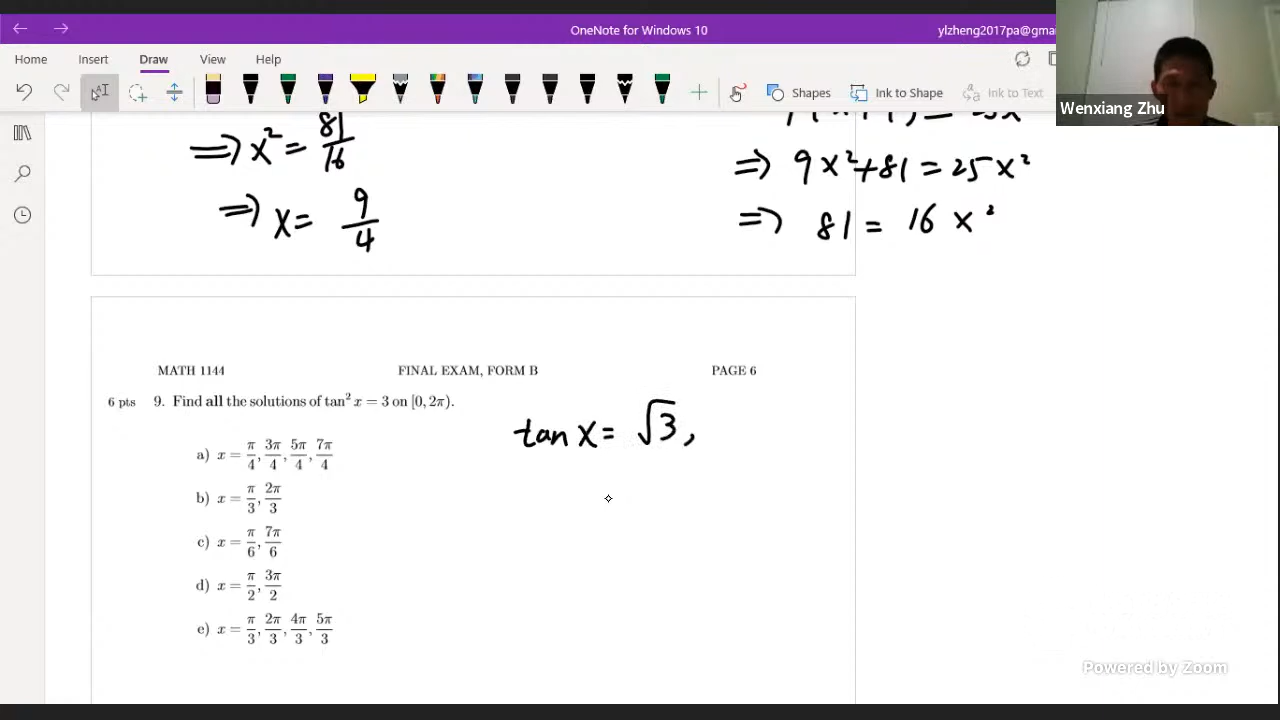 OneNote for Windows 10
ylzheng2017pa@gma
Home Insert Draw View Help
Shapes Ink to Shape Ink to Text
Wenxiang Zhu
⟹ x² = 81/16
⟹ x = 9/4
⟹ 9x² + 81 = 25x²
⟹ 81 = 16x²
MATH 1144 FINAL EXAM, FORM B PAGE 6
6 pts 9. Find all the solutions of tan² x = 3 on [0, 2π).
tan x = √3,
a) x = π/4, 3π/4, 5π/4, 7π/4
b) x = π/3, 2π/3
c) x = π/6, 7π/6
d) x = π/2, 3π/2
e) x = π/3, 2π/3, 4π/3, 5π/3
Powered by Zoom